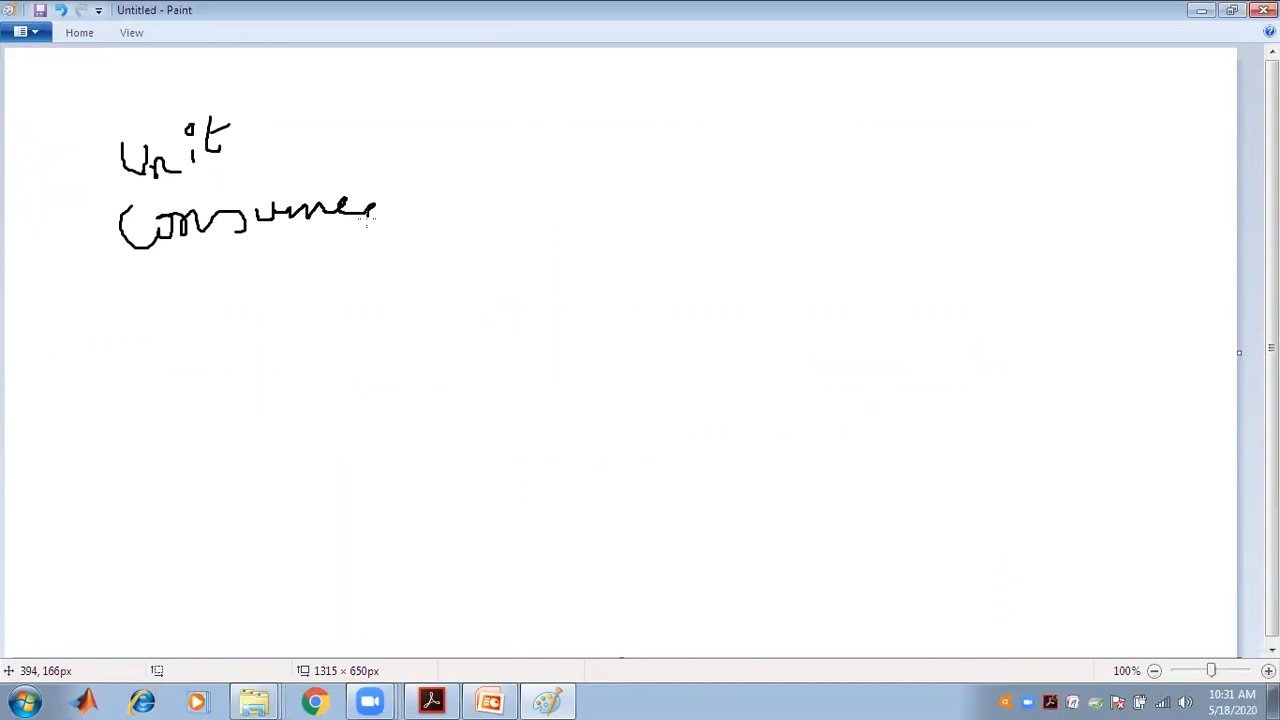 Untitled - Paint
Home View
Unit
Consumer
394, 166px
1315 × 650px
100%
10:31 AM
5/18/2020